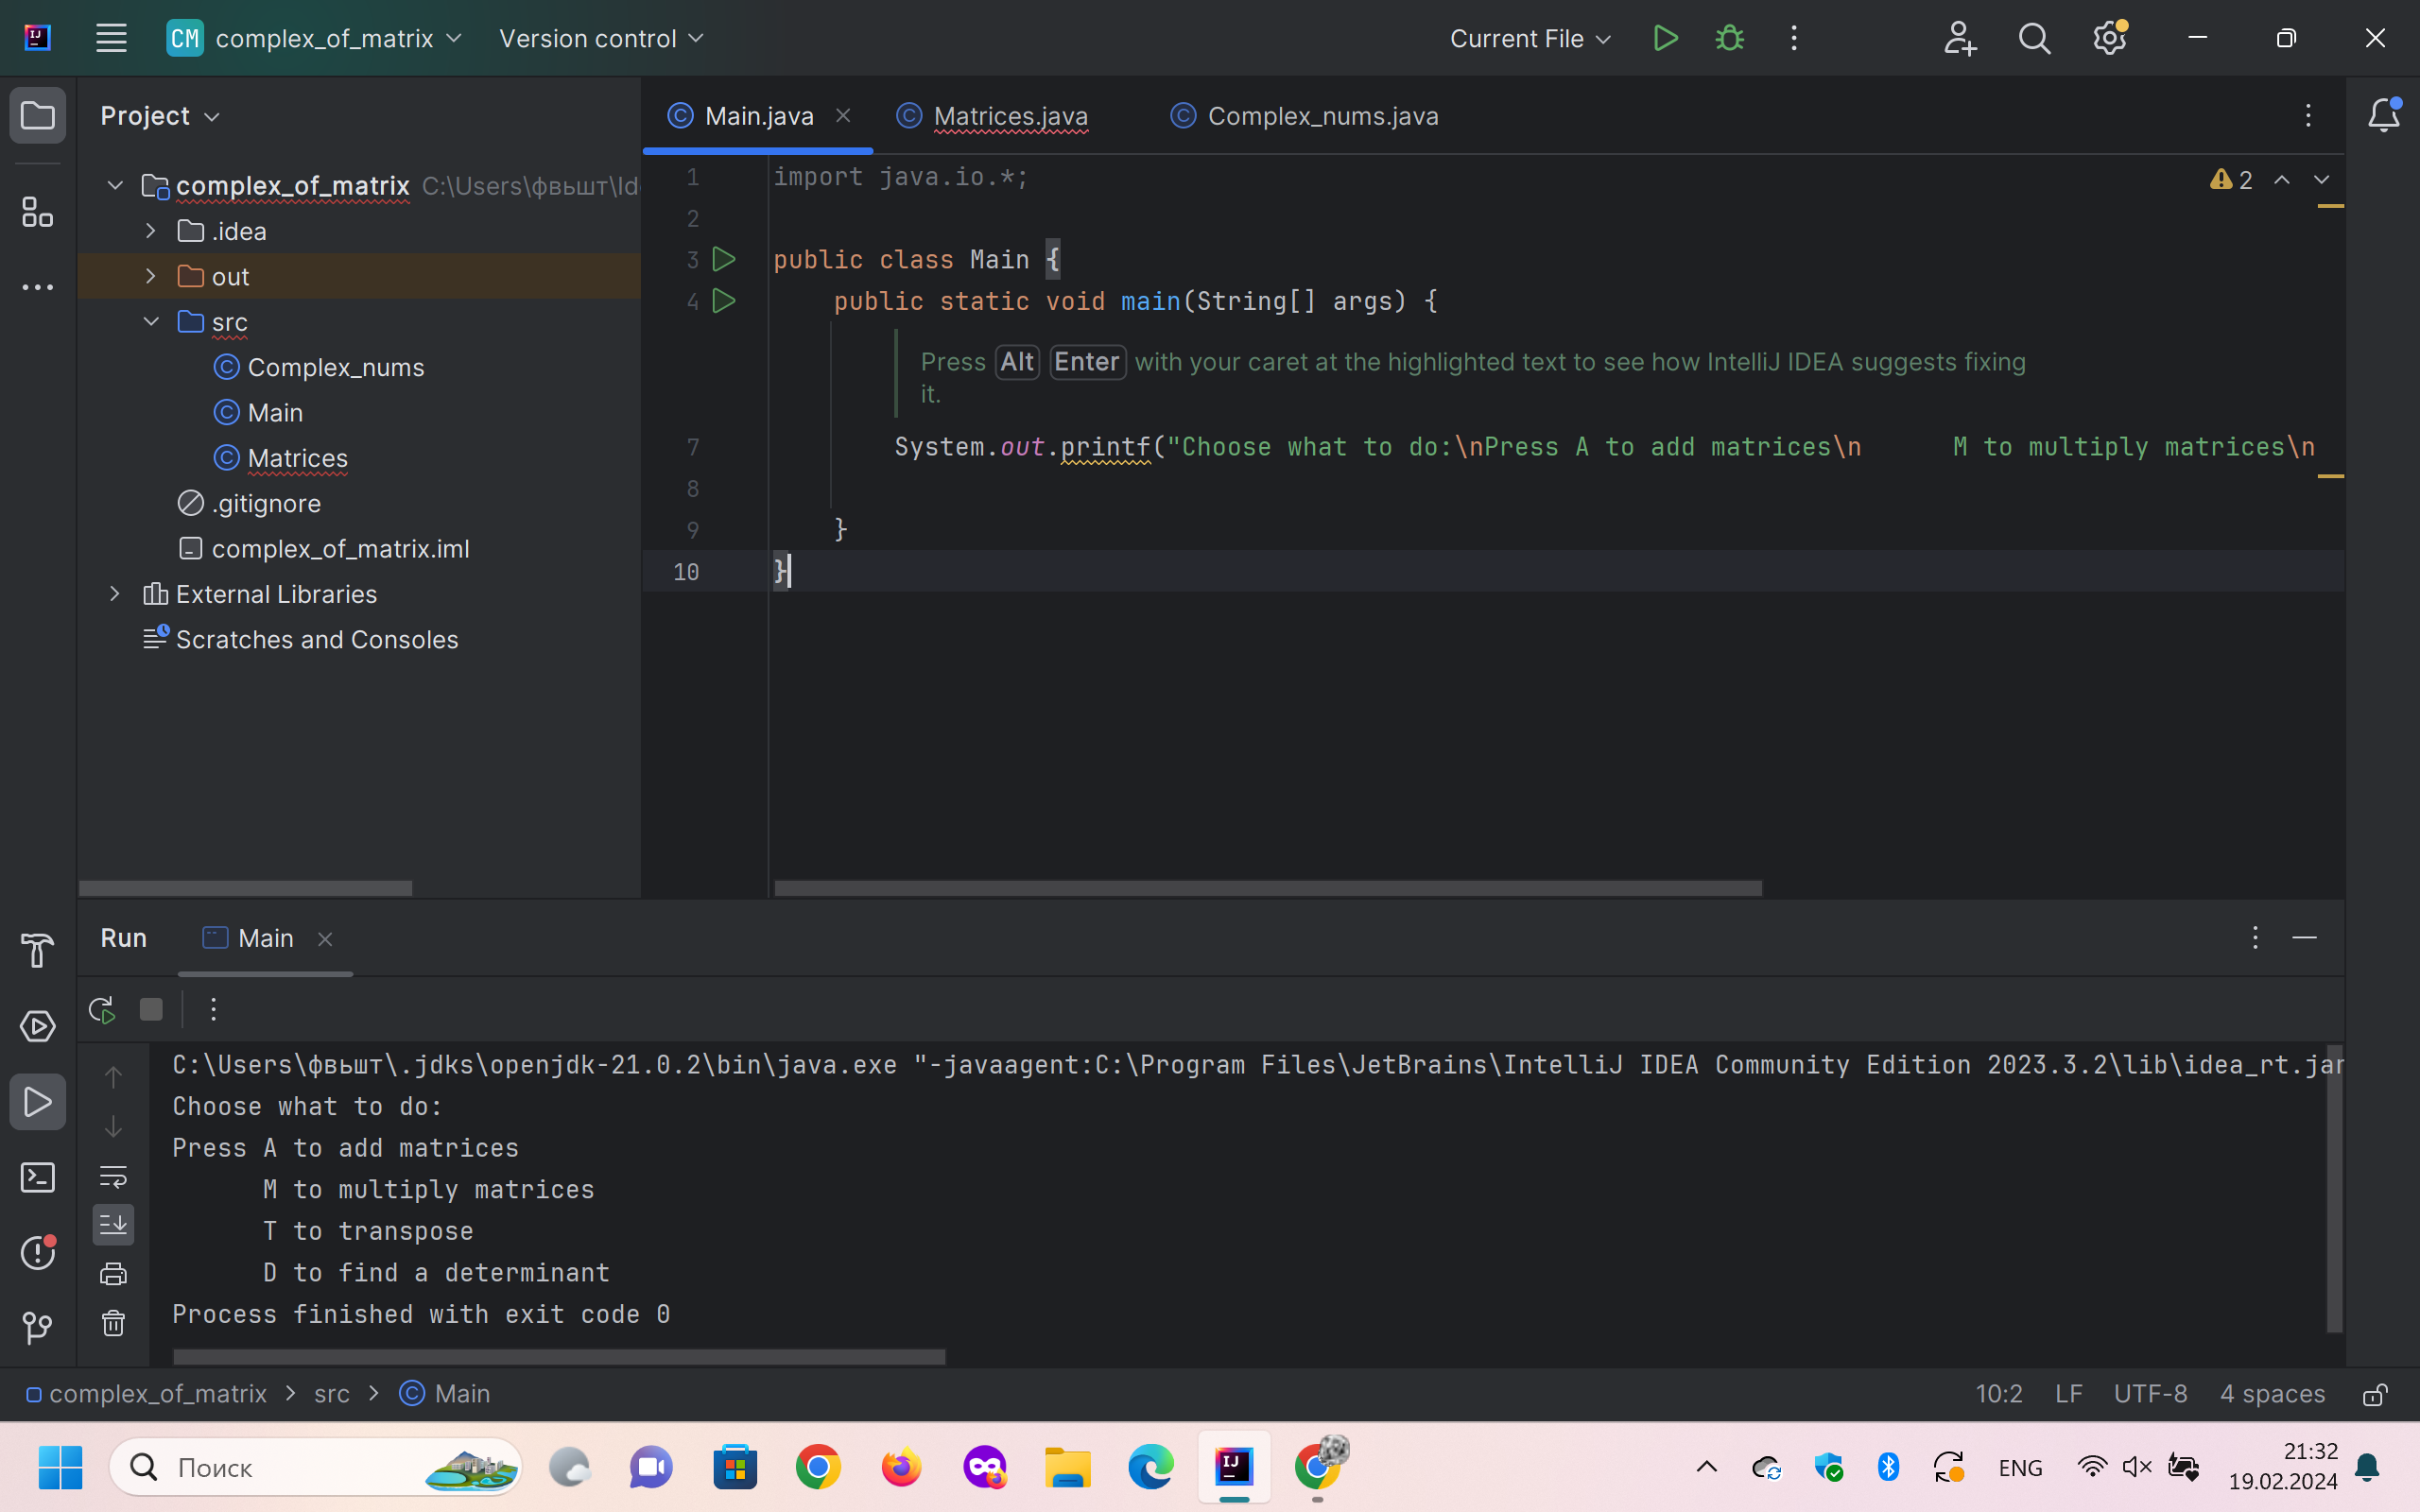 CM complex_of_matrix Version control Current File
Project
Main.java Matrices.java Complex_nums.java
complex_of_matrix C:\Users\фвьшт\Id
.idea
out
src
Complex_nums
Main
Matrices
.gitignore
complex_of_matrix.iml
External Libraries
Scratches and Consoles
2
1 import java.io.*;
2
3 public class Main {
4 public static void main(String[] args) {
Press Alt Enter with your caret at the highlighted text to see how IntelliJ IDEA suggests fixing
it.
7 System.out.printf("Choose what to do:\nPress A to add matrices\n      M to multiply matrices\n
8
9 }
10 }
Run Main
C:\Users\фвьшт\.jdks\openjdk-21.0.2\bin\java.exe "-javaagent:C:\Program Files\JetBrains\IntelliJ IDEA Community Edition 2023.3.2\lib\idea_rt.jar
Choose what to do:
Press A to add matrices
M to multiply matrices
T to transpose
D to find a determinant
Process finished with exit code 0
complex_of_matrix > src > Main 10:2 LF UTF-8 4 spaces
Поиск ENG 21:32
19.02.2024